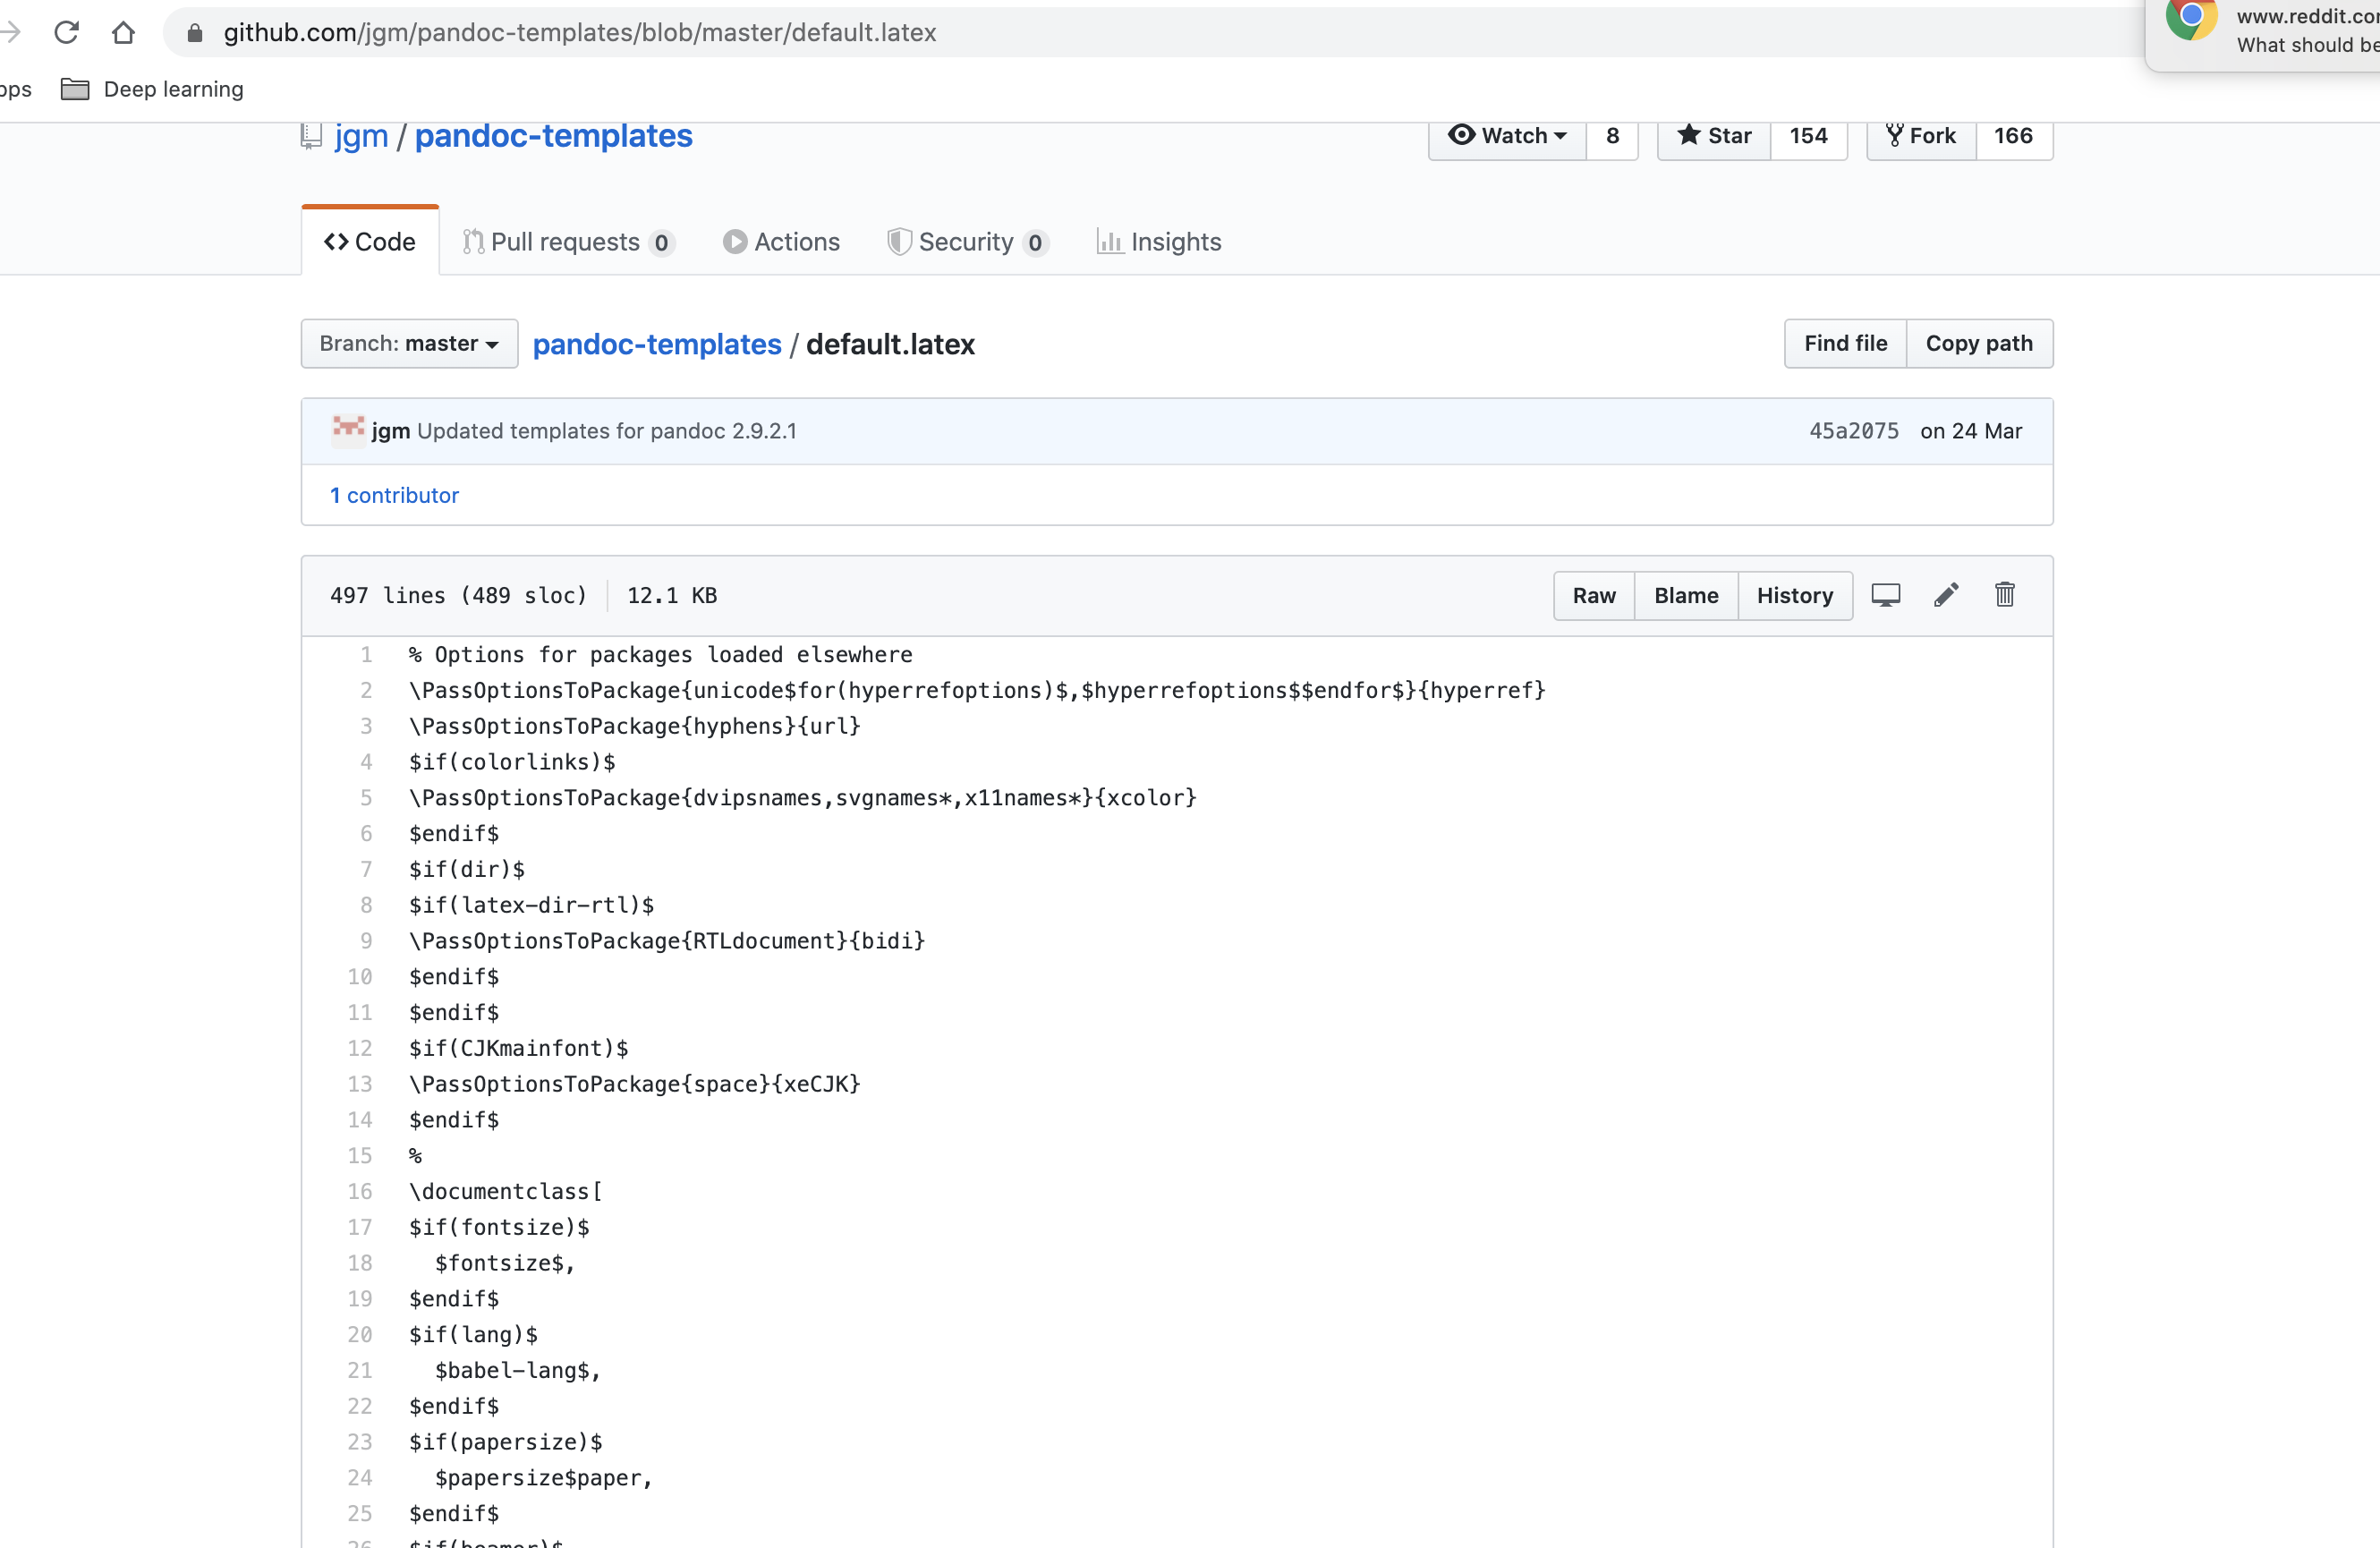 github.com/jgm/pandoc-templates/blob/master/default.latex
www.reddit.co
What should be
Deep learning
jgm / pandoc-templates
Watch 8 Star 154 Fork 166
Code Pull requests 0 Actions Security 0 Insights
Branch: master pandoc-templates / default.latex Find file Copy path
jgm Updated templates for pandoc 2.9.2.1 45a2075 on 24 Mar
1 contributor
497 lines (489 sloc) 12.1 KB Raw Blame History
1 % Options for packages loaded elsewhere
2 \PassOptionsToPackage{unicode$for(hyperrefoptions)$,$hyperrefoptions$$endfor$}{hyperref}
3 \PassOptionsToPackage{hyphens}{url}
4 $if(colorlinks)$
5 \PassOptionsToPackage{dvipsnames,svgnames*,x11names*}{xcolor}
6 $endif$
7 $if(dir)$
8 $if(latex-dir-rtl)$
9 \PassOptionsToPackage{RTLdocument}{bidi}
10 $endif$
11 $endif$
12 $if(CJKmainfont)$
13 \PassOptionsToPackage{space}{xeCJK}
14 $endif$
15 %
16 \documentclass[
17 $if(fontsize)$
18   $fontsize$,
19 $endif$
20 $if(lang)$
21   $babel-lang$,
22 $endif$
23 $if(papersize)$
24   $papersize$paper,
25 $endif$